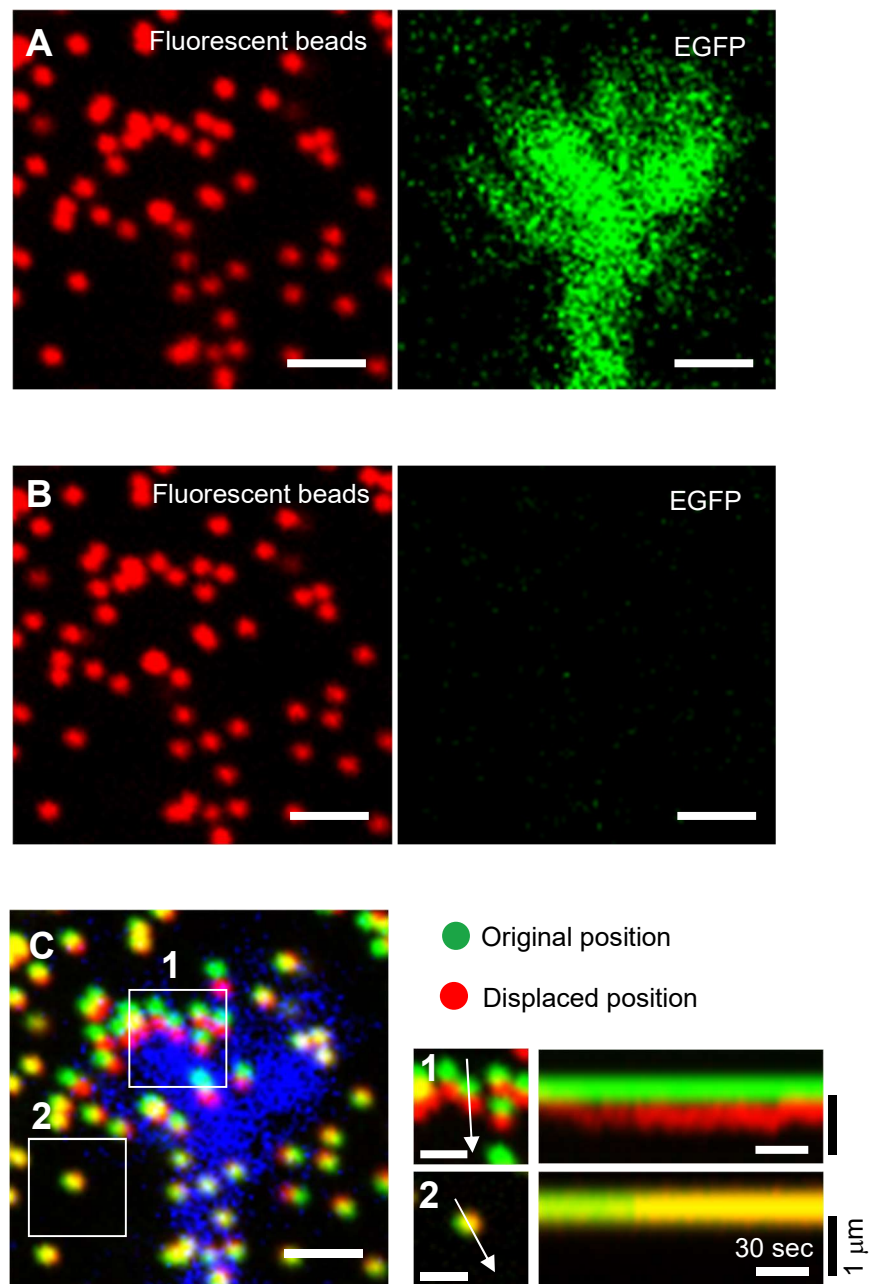 A
Fluorescent beads
EGFP
B
Fluorescent beads
EGFP
C
1
2
Original position
Displaced position
1
2
30 sec
1 μm